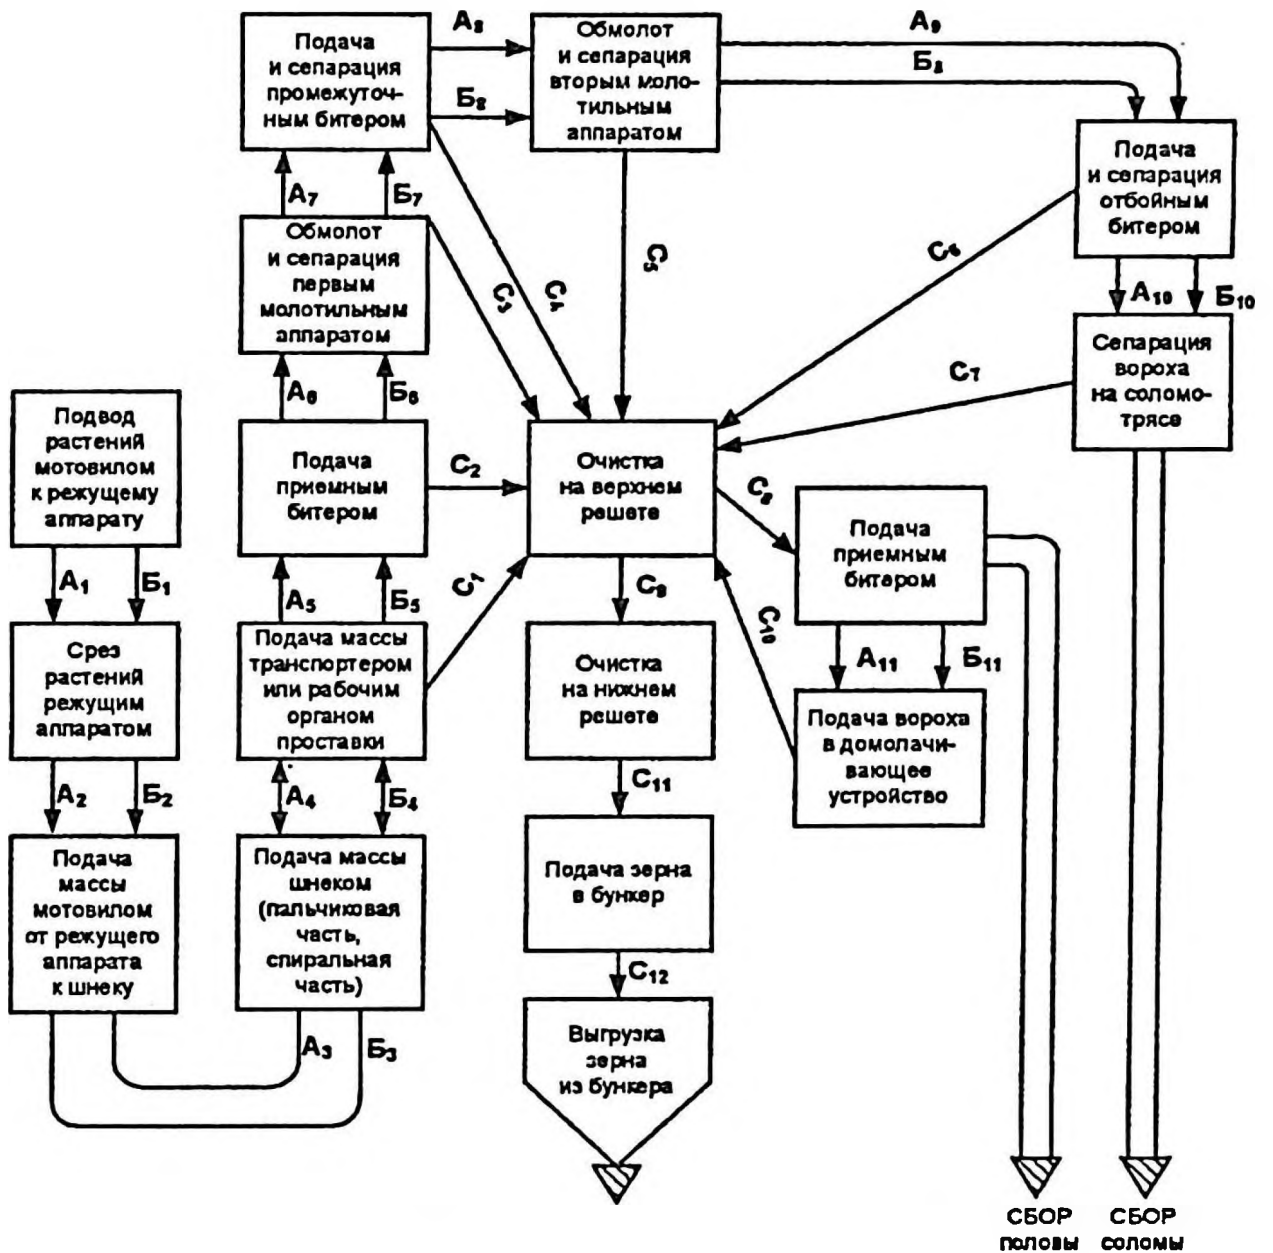 Подача
и сепарация
промежуточ-
ным битером
А8
Б8
Обмолот
и сепарация
вторым моло-
тильным
аппаратом
А9
Б8
Подача
и сепарация
отбойным
битером
А7
Б7
Обмолот
и сепарация
первым
молотильным
аппаратом
С3
С4
С5
С6
А10
Б10
Сепарация
вороха
на соломо-
трясе
С7
А6
Б6
Подвод
растений
мотовилом
к режущему
аппарату
Подача
приемным
битером
С2
Очистка
на верхнем
решете
С8
Подача
приемным
битером
А1
Б1
А5
Б5
С1
С9
С10
А11
Б11
Срез
растений
режущим
аппаратом
Подача массы
транспортером
или рабочим
органом
проставки
Очистка
на нижнем
решете
Подача вороха
в домолачи-
вающее
устройство
А2
Б2
А4
Б4
С11
Подача
массы
мотовилом
от режущего
аппарата
к шнеку
Подача массы
шнеком
(пальчиковая
часть,
спиральная
часть)
Подача зерна
в бункер
С12
А3
Б3
Выгрузка
зерна
из бункера
СБОР
половы
СБОР
соломы